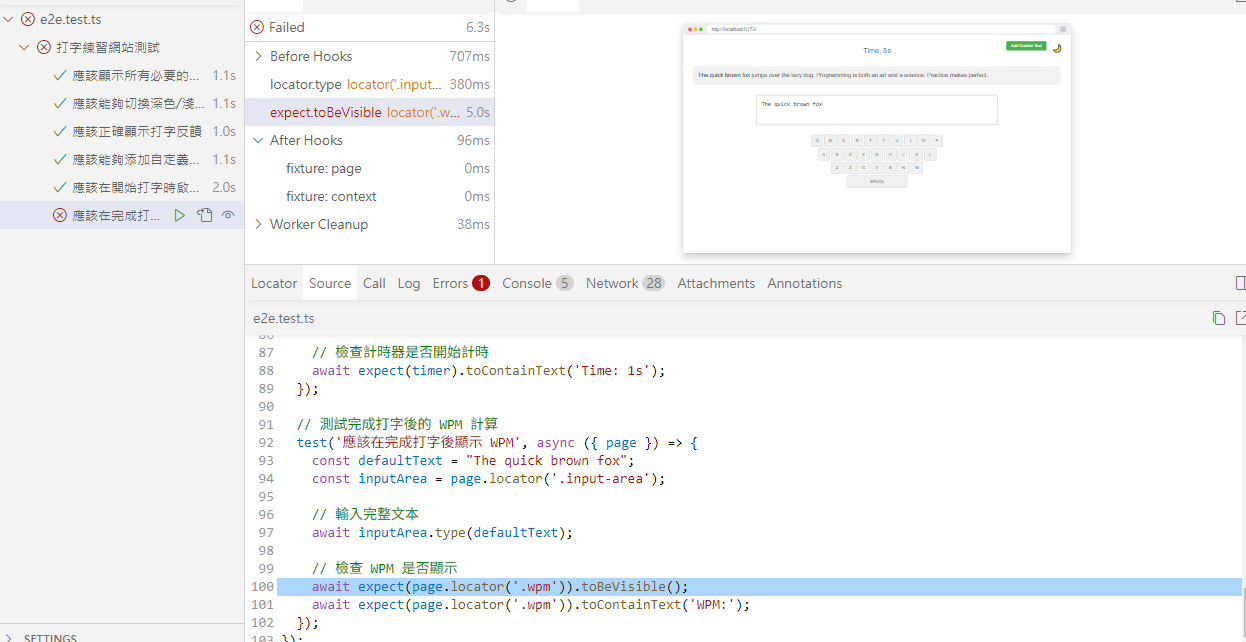 e2e.test.ts
打字練習網站測試
應該顯示所有必要的... 1.1s
應該能夠切換深色/淺... 1.1s
應該正確顯示打字反饋 1.0s
應該能夠添加自定義... 1.1s
應該在開始打字時啟... 2.0s
應該在完成打...
SETTINGS
Failed 6.3s
Before Hooks 707ms
locator.type locator('.input... 380ms
expect.toBeVisible locator('.w... 5.0s
After Hooks 96ms
fixture: page 0ms
fixture: context 0ms
Worker Cleanup 38ms
http://localhost:5173/
Time: 5s
Add Custom Text
The quick brown fox jumps over the lazy dog. Programming is both an art and a science. Practice makes perfect.
The quick brown fox
Q W E R T Y U I O P
A S D F G H J K L
Z X C V B N M
SPACE
Locator Source Call Log Errors 1 Console 5 Network 28 Attachments Annotations
e2e.test.ts
86
87 // 檢查計時器是否開始計時
88 await expect(timer).toContainText('Time: 1s');
89 });
90
91 // 測試完成打字後的 WPM 計算
92 test('應該在完成打字後顯示 WPM', async ({ page }) => {
93 const defaultText = "The quick brown fox";
94 const inputArea = page.locator('.input-area');
95
96 // 輸入完整文本
97 await inputArea.type(defaultText);
98
99 // 檢查 WPM 是否顯示
100 await expect(page.locator('.wpm')).toBeVisible();
101 await expect(page.locator('.wpm')).toContainText('WPM:');
102 });
103 });